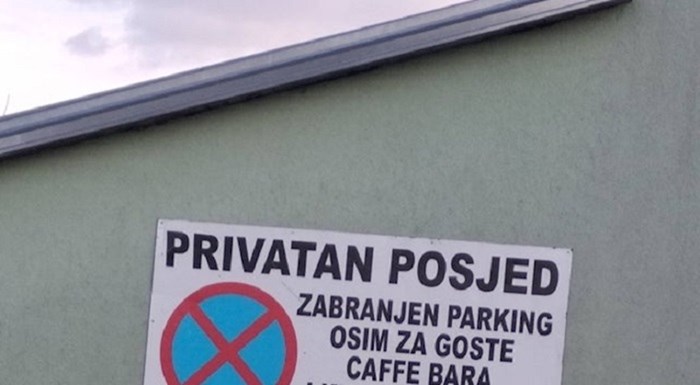 PRIVATAN POSJED
ZABRANJEN PARKING
OSIM ZA GOSTE
CAFFE BARA